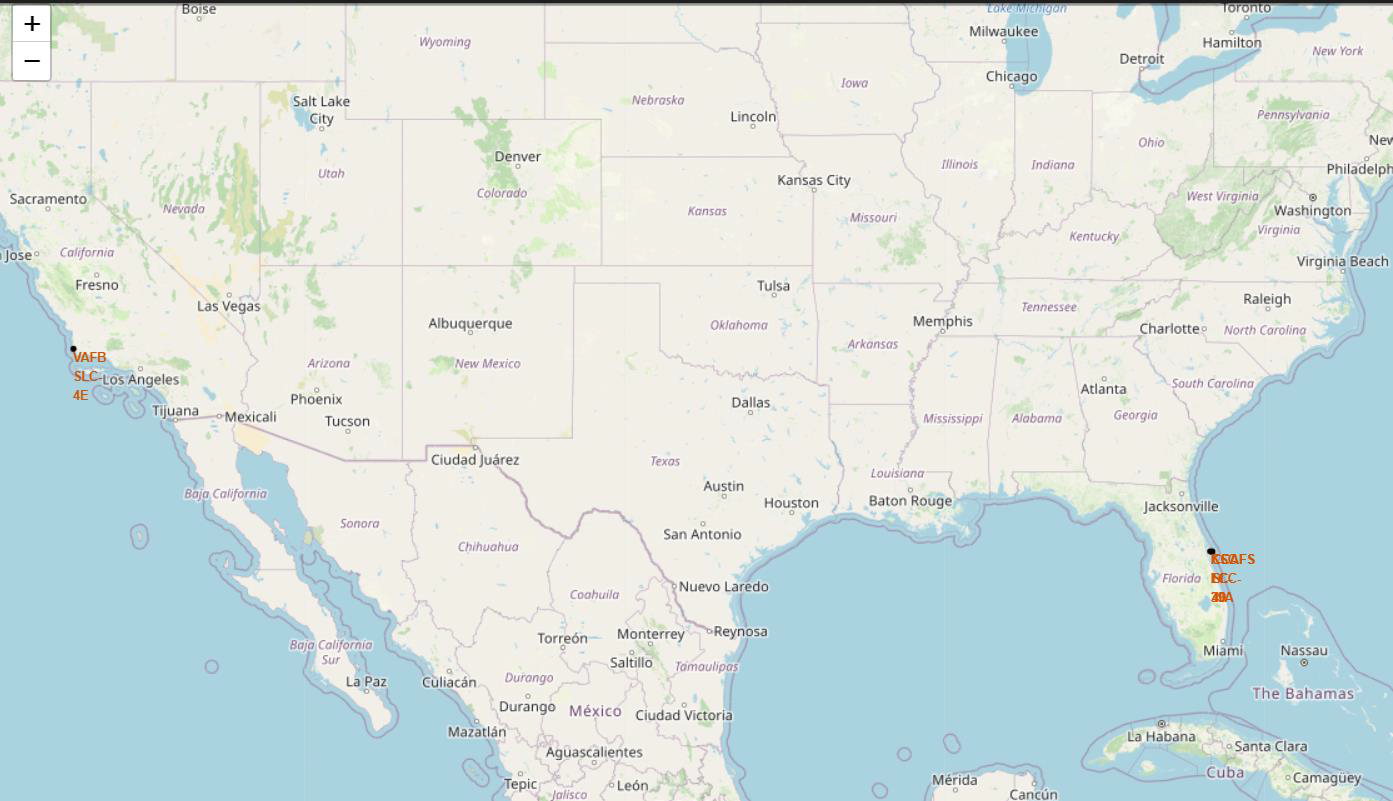 +
−
Boise
Wyoming
Lake Michigan
Toronto
Milwaukee
Hamilton
New York
Detroit
Chicago
Iowa
Nebraska
Salt Lake
City
Lincoln
Pennsylvania
Ohio
New
Denver
Illinois
Indiana
Philadelph
Utah
Kansas City
Colorado
Sacramento
West Virginia
Nevada
Kansas
Missouri
Washington
Virginia
Kentucky
n Jose
California
Virginia Beach
Fresno
Tulsa
Las Vegas
Raleigh
Tennessee
Albuquerque
Oklahoma
Memphis
Charlotte
North Carolina
Arkansas
VAFB
SLC-
4E
Arizona
New Mexico
Los Angeles
South Carolina
Atlanta
Phoenix
Dallas
Tijuana
Mexicali
Tucson
Mississippi
Alabama
Georgia
Ciudad Juárez
Texas
Louisiana
Austin
Baja California
Houston
Baton Rouge
Jacksonville
Sonora
San Antonio
Chihuahua
Florida
Nuevo Laredo
Coahuila
Reynosa
Torreón
Monterrey
Baja California
Sur
Saltillo
Tamaulipas
Miami
Nassau
La Paz
Culiacán
Durango
The Bahamas
Durango
México
Ciudad Victoria
Mazatlán
La Habana
Santa Clara
Aguascalientes
Cuba
Camagüey
Tepic
León
Mérida
Jalisco
Cancún